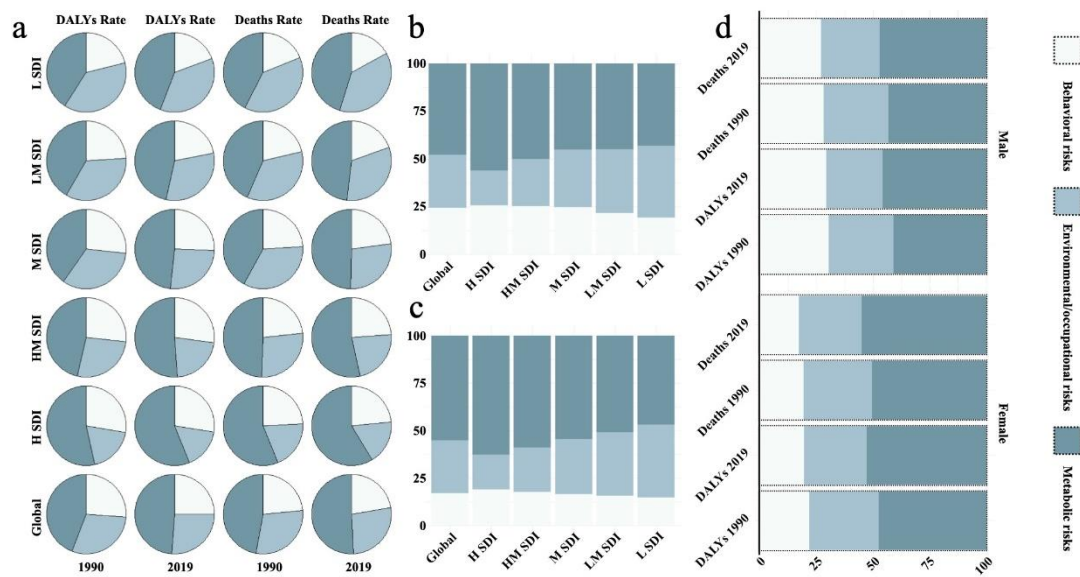 a
DALYs Rate DALYs Rate Deaths Rate Deaths Rate
L SDI
LM SDI
M SDI
HM SDI
H SDI
Global
1990 2019 1990 2019
b
100
75
50
25
0
Global H SDI HM SDI M SDI LM SDI L SDI
c
100
75
50
25
0
Global H SDI HM SDI M SDI LM SDI L SDI
d
Deaths 2019
Deaths 1990
DALYs 2019
DALYs 1990
Male
Deaths 2019
Deaths 1990
DALYs 2019
DALYs 1990
Female
0 25 50 75 100
Behavioral risks
Environmental/occupational risks
Metabolic risks